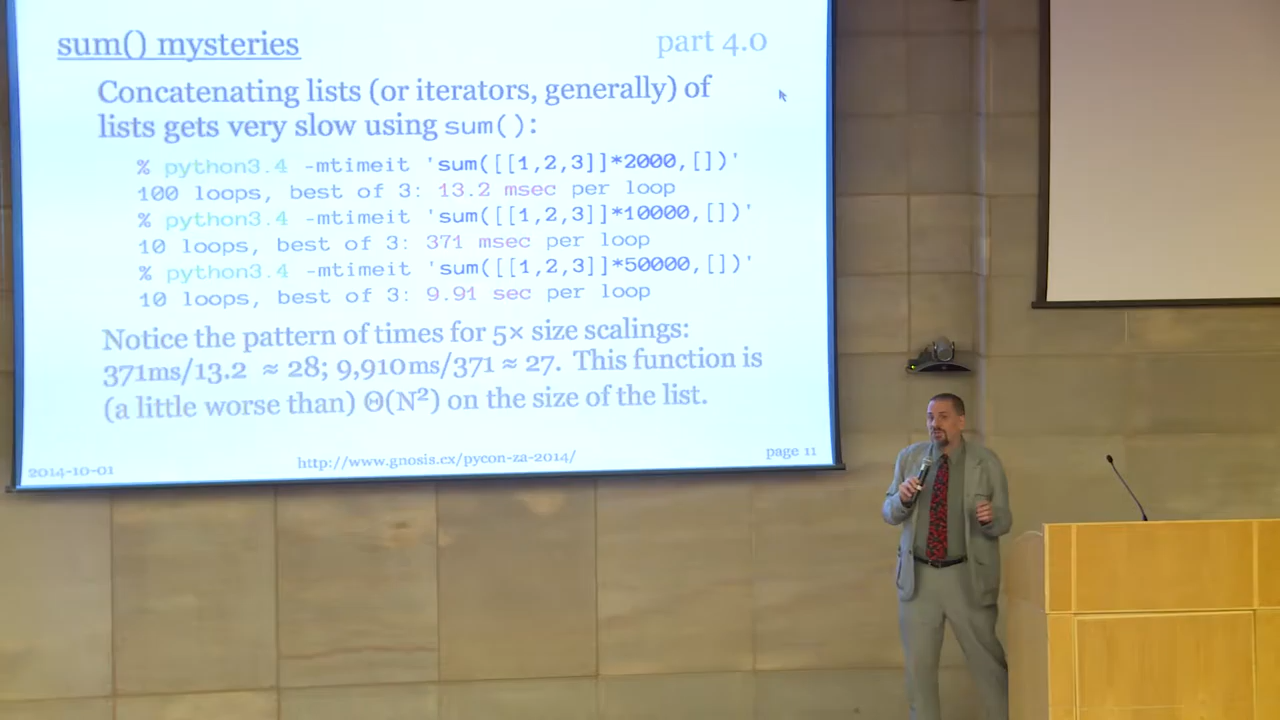 sum() mysteries
part 4.0
Concatenating lists (or iterators, generally) of
lists gets very slow using sum():
% python3.4 -mtimeit 'sum([[1,2,3]]*2000,[])'
100 loops, best of 3: 13.2 msec per loop
% python3.4 -mtimeit 'sum([[1,2,3]]*10000,[])'
10 loops, best of 3: 371 msec per loop
% python3.4 -mtimeit 'sum([[1,2,3]]*50000,[])'
10 loops, best of 3: 9.91 sec per loop
Notice the pattern of times for 5× size scalings:
371ms/13.2 ≈ 28; 9,910ms/371 ≈ 27. This function is
(a little worse than) Θ(N²) on the size of the list.
2014-10-01
http://www.gnosis.cx/pycon-za-2014/
page 11